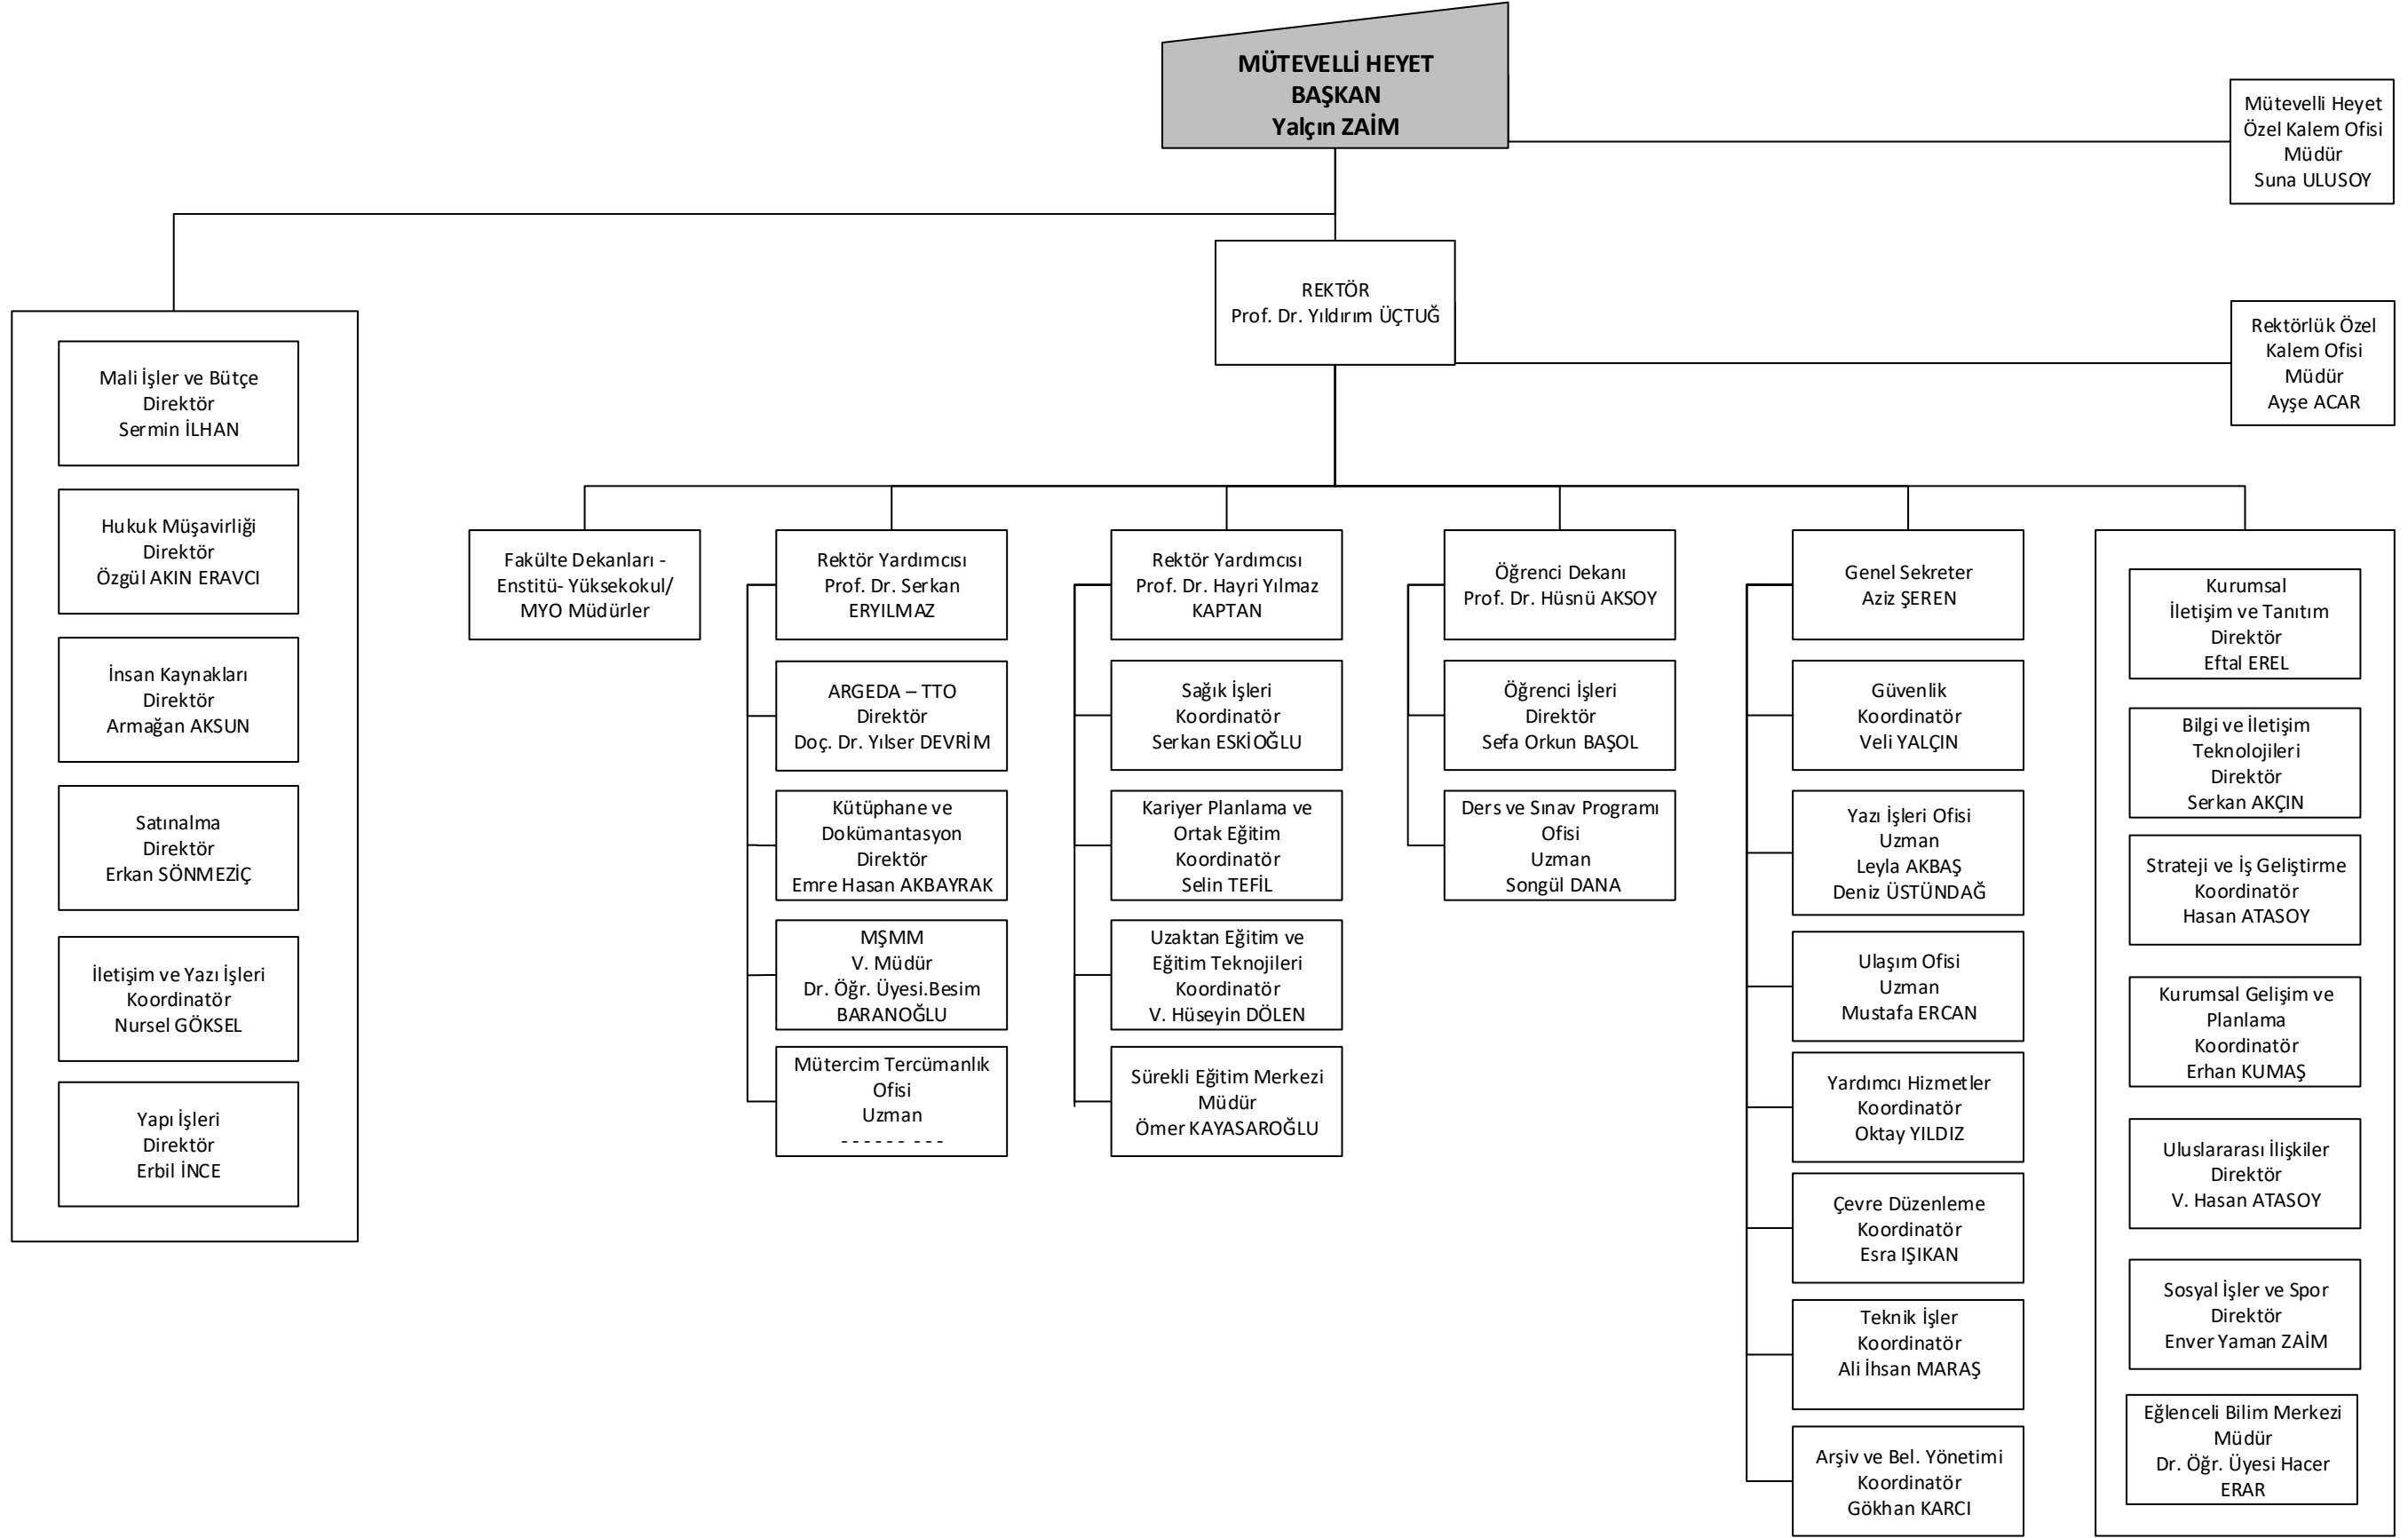 MÜTEVELLİ HEYET
BAŞKAN
Yalçın ZAİM
Mütevelli Heyet
Özel Kalem Ofisi
Müdür
Suna ULUSOY
REKTÖR
Prof. Dr. Yıldırım ÜÇTUĞ
Rektörlük Özel
Kalem Ofisi
Müdür
Ayşe ACAR
Mali İşler ve Bütçe
Direktör
Sermin İLHAN
Hukuk Müşavirliği
Direktör
Özgül AKIN ERAVCI
İnsan Kaynakları
Direktör
Armağan AKSUN
Satınalma
Direktör
Erkan SÖNMEZİÇ
İletişim ve Yazı İşleri
Koordinatör
Nursel GÖKSEL
Yapı İşleri
Direktör
Erbil İNCE
Fakülte Dekanları -
Enstitü- Yüksekokul/
MYO Müdürler
Rektör Yardımcısı
Prof. Dr. Serkan
ERYILMAZ
ARGEDA – TTO
Direktör
Doç. Dr. Yılser DEVRİM
Kütüphane ve
Dokümantasyon
Direktör
Emre Hasan AKBAYRAK
MŞMM
V. Müdür
Dr. Öğr. Üyesi.Besim
BARANOĞLU
Mütercim Tercümanlık
Ofisi
Uzman
- - - - - - - - -
Rektör Yardımcısı
Prof. Dr. Hayri Yılmaz
KAPTAN
Sağık İşleri
Koordinatör
Serkan ESKİOĞLU
Kariyer Planlama ve
Ortak Eğitim
Koordinatör
Selin TEFİL
Uzaktan Eğitim ve
Eğitim Teknojileri
Koordinatör
V. Hüseyin DÖLEN
Sürekli Eğitim Merkezi
Müdür
Ömer KAYASAROĞLU
Öğrenci Dekanı
Prof. Dr. Hüsnü AKSOY
Öğrenci İşleri
Direktör
Sefa Orkun BAŞOL
Ders ve Sınav Programı
Ofisi
Uzman
Songül DANA
Genel Sekreter
Aziz ŞEREN
Güvenlik
Koordinatör
Veli YALÇIN
Yazı İşleri Ofisi
Uzman
Leyla AKBAŞ
Deniz ÜSTÜNDAĞ
Ulaşım Ofisi
Uzman
Mustafa ERCAN
Yardımcı Hizmetler
Koordinatör
Oktay YILDIZ
Çevre Düzenleme
Koordinatör
Esra IŞIKAN
Teknik İşler
Koordinatör
Ali İhsan MARAŞ
Arşiv ve Bel. Yönetimi
Koordinatör
Gökhan KARCI
Kurumsal
İletişim ve Tanıtım
Direktör
Eftal EREL
Bilgi ve İletişim
Teknolojileri
Direktör
Serkan AKÇIN
Strateji ve İş Geliştirme
Koordinatör
Hasan ATASOY
Kurumsal Gelişim ve
Planlama
Koordinatör
Erhan KUMAŞ
Uluslararası İlişkiler
Direktör
V. Hasan ATASOY
Sosyal İşler ve Spor
Direktör
Enver Yaman ZAİM
Eğlenceli Bilim Merkezi
Müdür
Dr. Öğr. Üyesi Hacer
ERAR